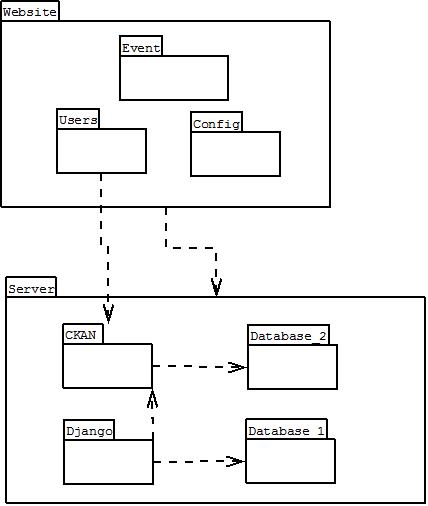 Website
Event
Users
Config
Server
CKAN
Database_2
Django
Database_1